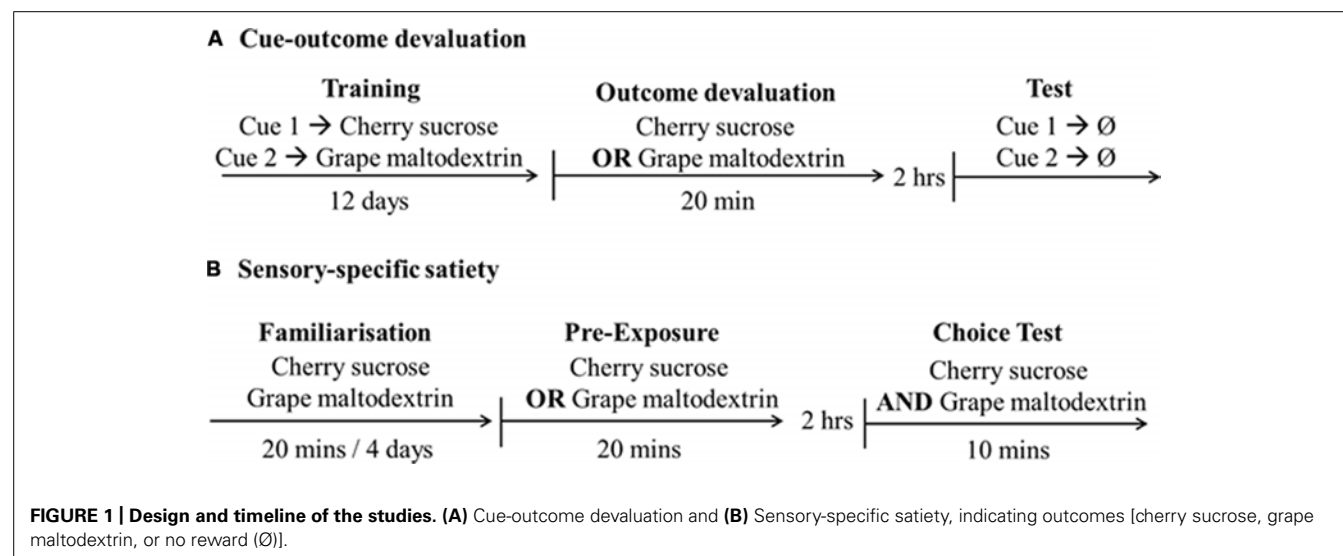 A Cue-outcome devaluation
Training
Cue 1 → Cherry sucrose
Cue 2 → Grape maltodextrin
12 days
Outcome devaluation
Cherry sucrose
OR Grape maltodextrin
20 min
2 hrs
Test
Cue 1 → Ø
Cue 2 → Ø
B Sensory-specific satiety
Familiarisation
Cherry sucrose
Grape maltodextrin
20 mins / 4 days
Pre-Exposure
Cherry sucrose
OR Grape maltodextrin
20 mins
2 hrs
Choice Test
Cherry sucrose
AND Grape maltodextrin
10 mins
FIGURE 1 | Design and timeline of the studies. (A) Cue-outcome devaluation and (B) Sensory-specific satiety, indicating outcomes [cherry sucrose, grape
maltodextrin, or no reward (Ø)].